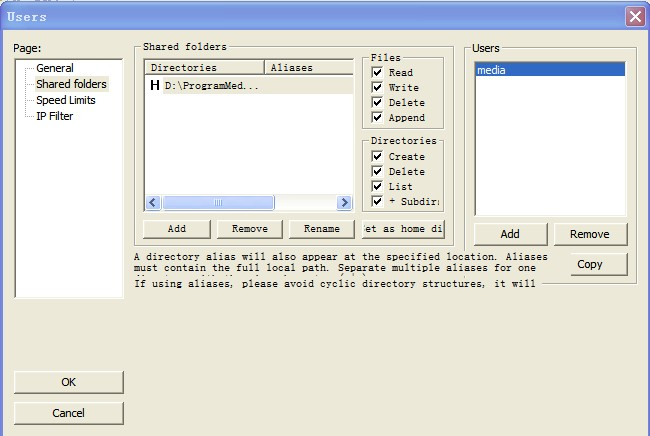 Users
Page:
General
Shared folders
Speed Limits
IP Filter
OK
Cancel
Shared folders
Directories Aliases
H D:\ProgramMed...
Add Remove Rename et as home di
Files
Read
Write
Delete
Append
Directories
Create
Delete
List
+ Subdirs
A directory alias will also appear at the specified location. Aliases
must contain the full local path. Separate multiple aliases for one
If using aliases, please avoid cyclic directory structures, it will
Users
media
Add Remove
Copy